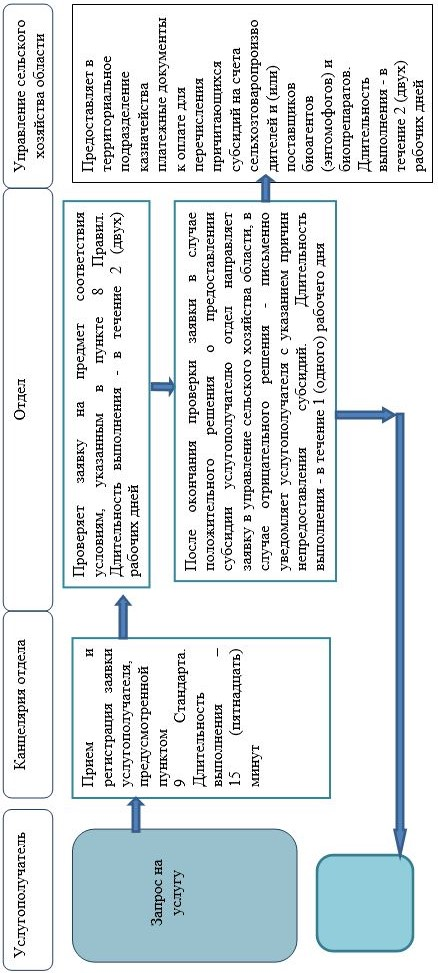 Услугополучатель
Канцелярия отдела
Отдел
Управление сельского
хозяйства области
Запрос на
услугу
Прием и
регистрация заявки
услугополучателя,
предусмотренной
пунктом
9 Стандарта.
Длительность
выполнения –
15 (пятнадцать)
минут
Проверяет заявку на предмет соответствия
условиям, указанным в пункте 8 Правил.
Длительность выполнения - в течение 2 (двух)
рабочих дней
После окончания проверки заявки в случае
положительного решения о предоставлении
субсидии услугополучателю отдел направляет
заявку в управление сельского хозяйства области, в
случае отрицательного решения - письменно
уведомляет услугополучателя с указанием причин
непредоставления субсидий. Длительность
выполнения - в течение 1 (одного) рабочего дня
Предоставляет в
территориальное
подразделение
казначейства
платежные документы
к оплате для
перечисления
причитающихся
субсидий на счета
сельхозтоваропроизво
дителей и (или)
поставщиков
биоагентов
(энтомофогов) и
биопрепаратов.
Длительность
выполнения - в
течение 2 (двух)
рабочих дней